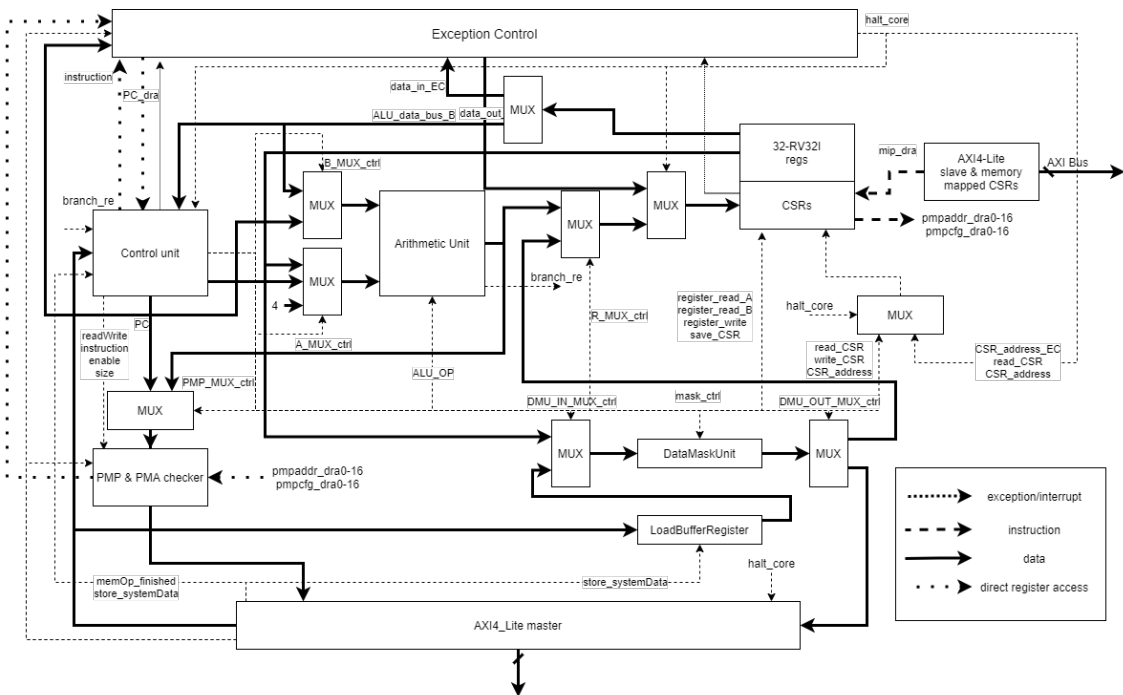 halt_core
Exception Control
instruction
PC_dra
data_in_EC
MUX
ALU_data_bus_B
data_out_
32-RV32I
regs
mip_dra
AXI4-Lite
slave & memory
mapped CSRs
AXI Bus
B_MUX_ctrl
MUX
MUX
CSRs
pmpaddr_dra0-16
pmpcfg_dra0-16
branch_re
Control unit
Arithmetic Unit
MUX
MUX
branch_re
4
PC
readWrite
instruction
enable
size
A_MUX_ctrl
R_MUX_ctrl
register_read_A
register_read_B
register_write
save_CSR
halt_core
MUX
read_CSR
write_CSR
CSR_address
CSR_address_EC
read_CSR
CSR_address
PMP_MUX_ctrl
ALU_OP
MUX
DMU_IN_MUX_ctrl
mask_ctrl
DMU_OUT_MUX_ctrl
MUX
DataMaskUnit
MUX
PMP & PMA checker
pmpaddr_dra0-16
pmpcfg_dra0-16
LoadBufferRegister
exception/interrupt
instruction
data
direct register access
memOp_finished
store_systemData
store_systemData
halt_core
AXI4_Lite master